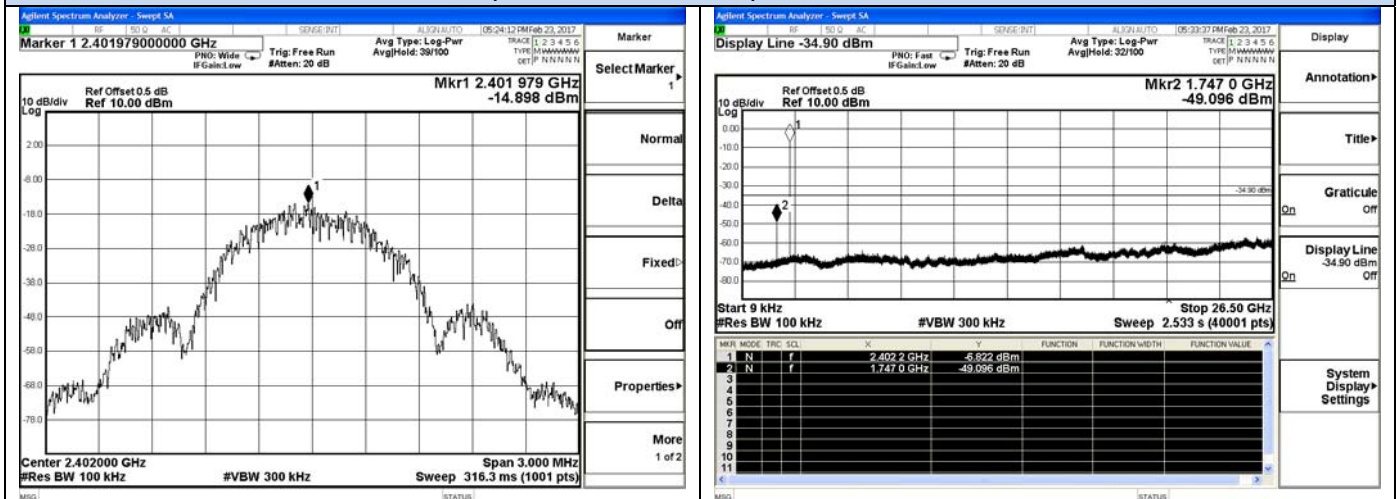 Agilent Spectrum Analyzer - Swept SA
RF 50 Ω AC SENSE:INT ALIGN AUTO 05:24:12 PM Feb 23, 2017
Marker 1 2.401979000000 GHz
PNO: Wide
IFGain:Low
Trig: Free Run
#Atten: 20 dB
Avg Type: Log-Pwr
Avg|Hold: 39/100
TRACE 1 2 3 4 5 6
TYPE M WWWWW
DET P N N N N N
Ref Offset 0.5 dB
Ref 10.00 dBm
10 dB/div
Log
Mkr1 2.401 979 GHz
-14.898 dBm
2.00
-8.00
-18.0
-28.0
-38.0
-48.0
-58.0
-68.0
-78.0
1
Center 2.402000 GHz
Span 3.000 MHz
#Res BW 100 kHz
#VBW 300 kHz
Sweep 316.3 ms (1001 pts)
MSG
STATUS
Marker
Select Marker
1
Normal
Delta
Fixed
Off
Properties
More
1 of 2
Agilent Spectrum Analyzer - Swept SA
RF 50 Ω AC SENSE:INT ALIGN AUTO 05:33:37 PM Feb 23, 2017
Display Line -34.90 dBm
PNO: Fast
IFGain:Low
Trig: Free Run
#Atten: 20 dB
Avg Type: Log-Pwr
Avg|Hold: 32/100
TRACE 1 2 3 4 5 6
TYPE M WWWWW
DET P N N N N N
Ref Offset 0.5 dB
Ref 10.00 dBm
10 dB/div
Log
Mkr2 1.747 0 GHz
-49.096 dBm
0.00
-10.0
-20.0
-30.0
-40.0
-50.0
-60.0
-70.0
-80.0
1
2
-34.90 dBm
Start 9 kHz
Stop 26.50 GHz
#Res BW 100 kHz
#VBW 300 kHz
Sweep 2.533 s (40001 pts)
MKR MODE TRC SCL X Y FUNCTION FUNCTION WIDTH FUNCTION VALUE
1 N f 2.402 2 GHz -6.822 dBm
2 N f 1.747 0 GHz -49.096 dBm
3
4
5
6
7
8
9
10
11
MSG
STATUS
Display
Annotation
Title
Graticule
On Off
Display Line
-34.90 dBm
On Off
System
Display
Settings